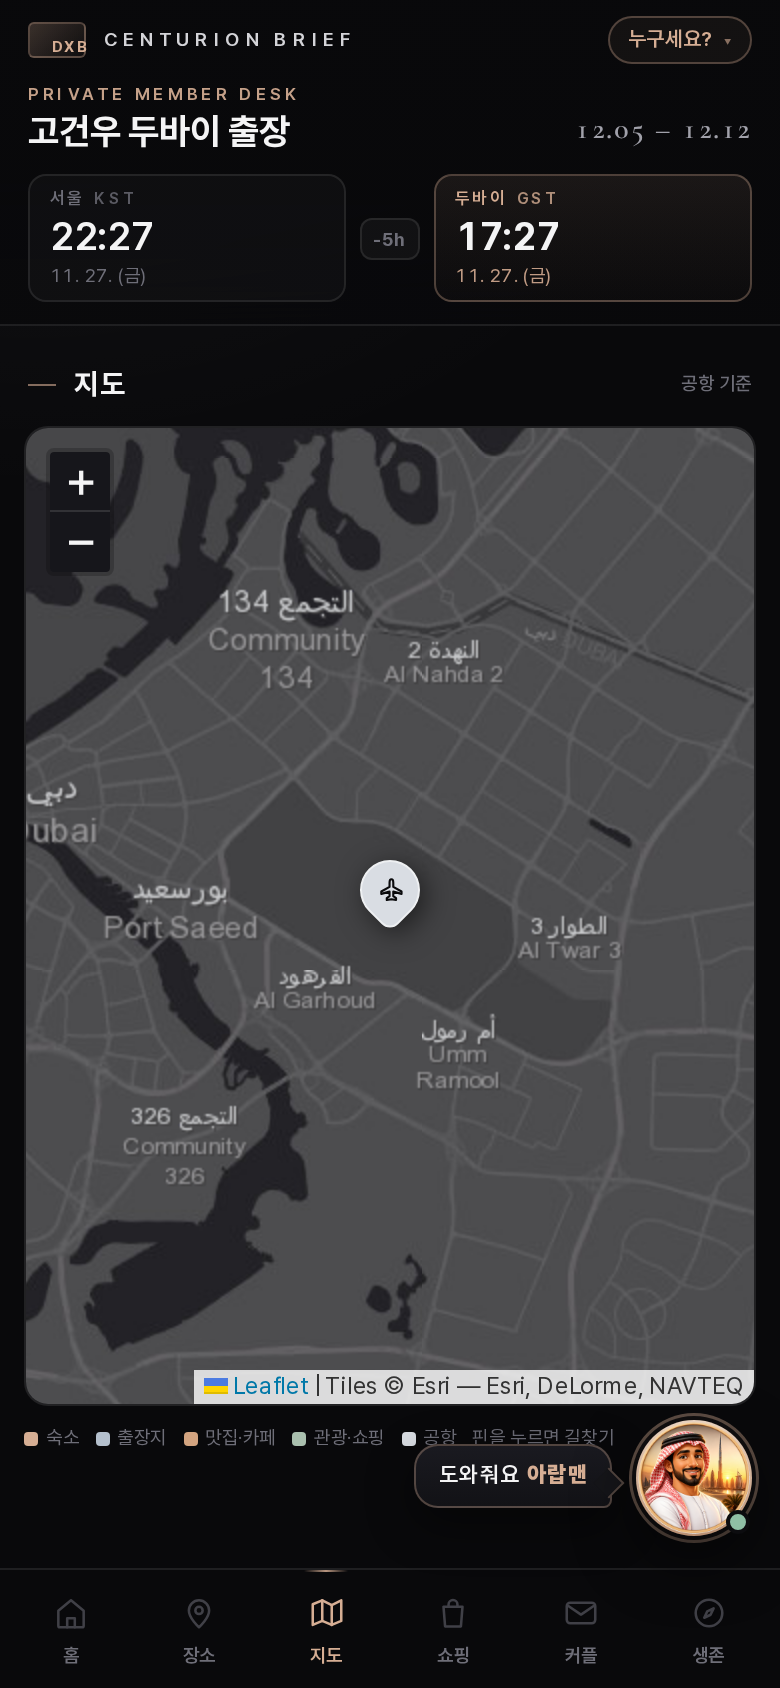 DXB CENTURION BRIEF
누구세요?
PRIVATE MEMBER DESK
고건우 두바이 출장
12.05 — 12.12
서울 KST
22:27
11. 27. (금)
-5h
두바이 GST
17:27
11. 27. (금)
지도
공항 기준
+
−
التجمع 134
Community
134
النهدة 2
Al Nahda 2
دبي DUBAI
دبي
ubai
بورسعيد
Port Saeed
الطوار 3
Al Twar 3
القرهود
Al Garhoud
أم رمول
Umm
Ramool
التجمع 326
Community
326
Leaflet | Tiles © Esri — Esri, DeLorme, NAVTEQ
숙소 출장지 맛집·카페 관광·쇼핑 공항 핀을 누르면 길찾기
도와줘요 아랍맨
홈 장소 지도 쇼핑 커플 생존